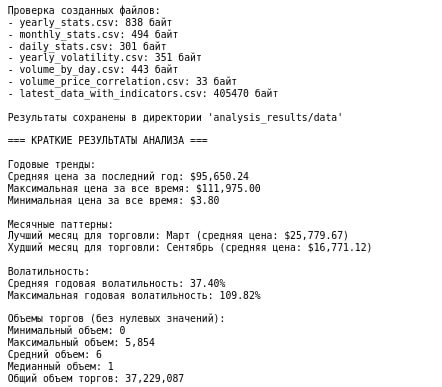 Проверка созданных файлов:
- yearly_stats.csv: 838 байт
- monthly_stats.csv: 494 байт
- daily_stats.csv: 301 байт
- yearly_volatility.csv: 351 байт
- volume_by_day.csv: 443 байт
- volume_price_correlation.csv: 33 байт
- latest_data_with_indicators.csv: 405470 байт
Результаты сохранены в директории 'analysis_results/data'
=== КРАТКИЕ РЕЗУЛЬТАТЫ АНАЛИЗА ===
Годовые тренды:
Средняя цена за последний год: $95,650.24
Максимальная цена за все время: $111,975.00
Минимальная цена за все время: $3.80
Месячные паттерны:
Лучший месяц для торговли: Март (средняя цена: $25,779.67)
Худший месяц для торговли: Сентябрь (средняя цена: $16,771.12)
Волатильность:
Средняя годовая волатильность: 37.40%
Максимальная годовая волатильность: 109.82%
Объемы торгов (без нулевых значений):
Минимальный объем: 0
Максимальный объем: 5,854
Средний объем: 6
Медианный объем: 1
Общий объем торгов: 37,229,087